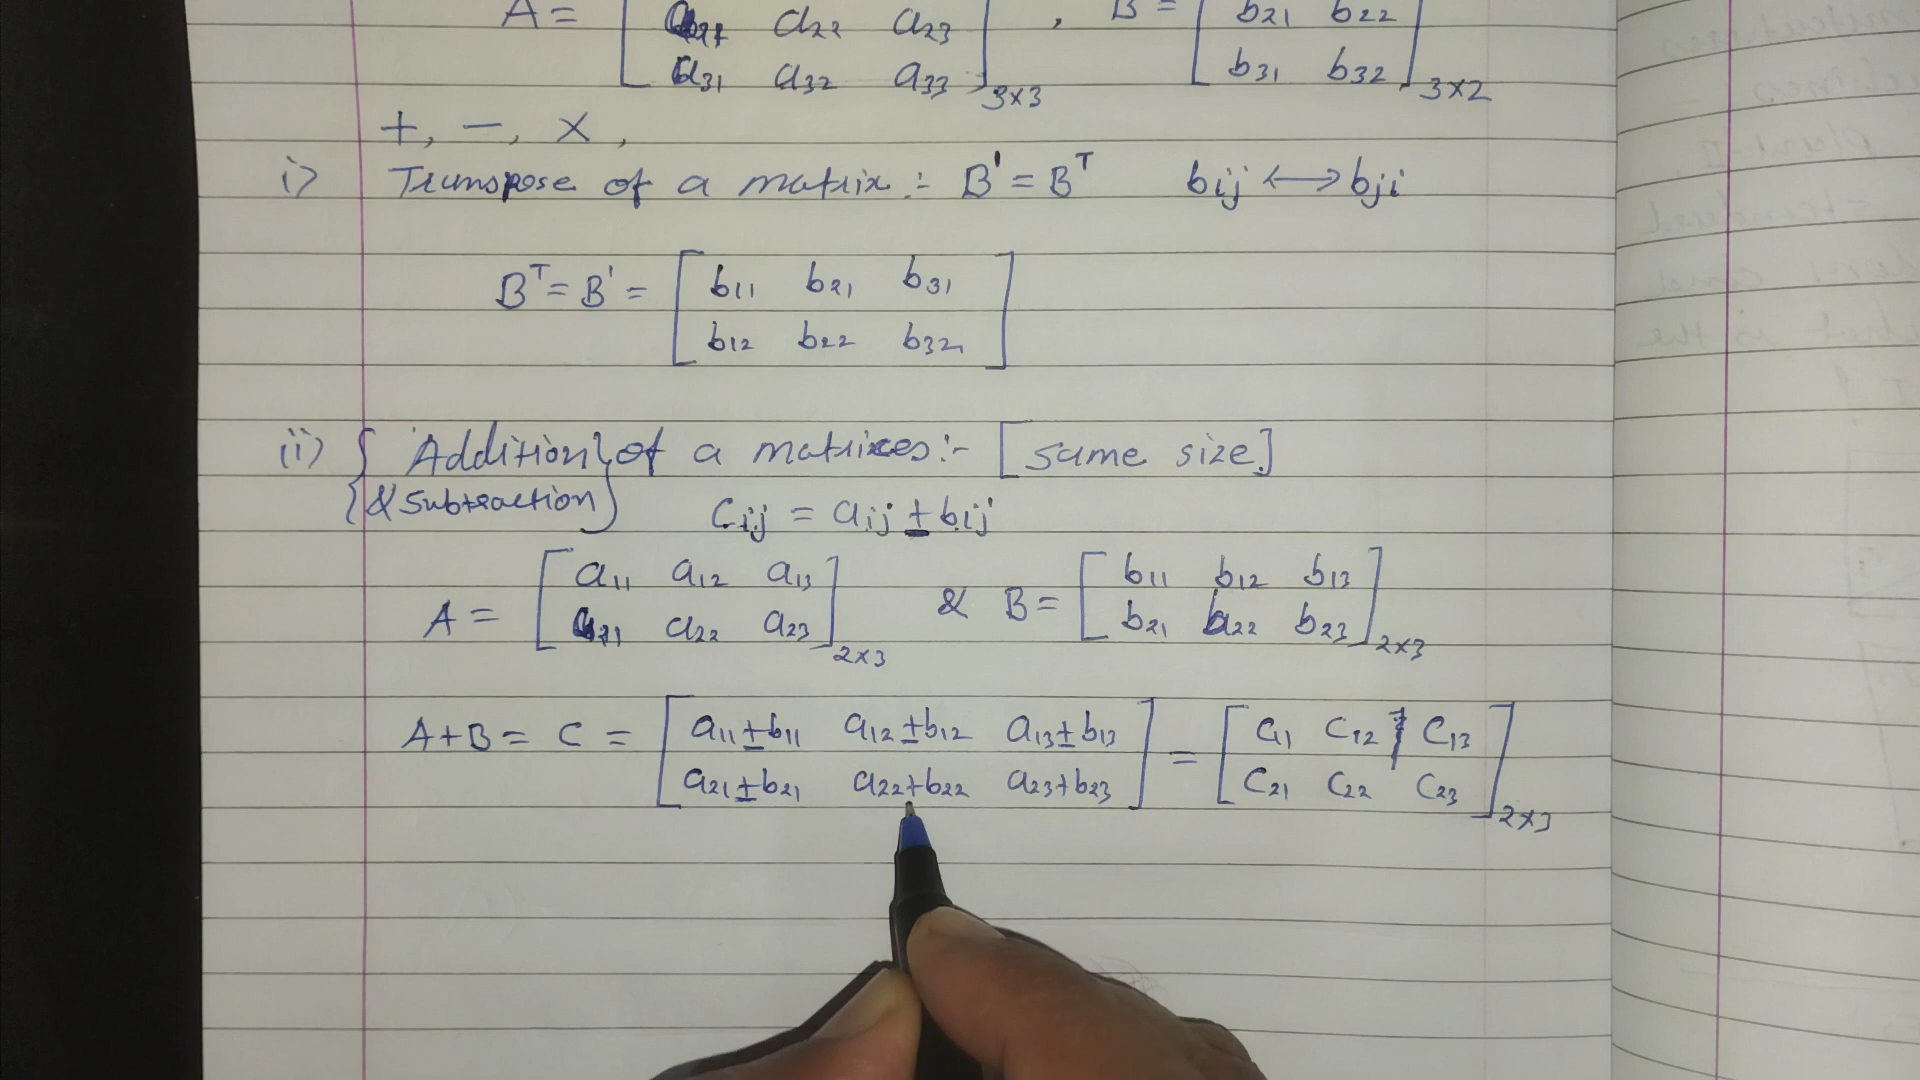 A = [ a21 a22 a23 , B = [ b21 b22
a31 a32 a33 ]3×3 b31 b32 ]3×2
+, −, ×,
i) Transpose of a matrix :- B' = B^T bij ↔ bji
B^T = B' = [ b11 b21 b31
b12 b22 b32 ]
ii) { Addition } of a matrixes :- [same size]
{ & Subtraction } Cij = aij ± bij
A = [ a11 a12 a13 & B = [ b11 b12 b13
a21 a22 a23 ]2×3 b21 b22 b23 ]2×3
A+B = C = [ a11±b11 a12±b12 a13±b13 = [ C11 C12 C13
a21±b21 a22+b22 a23+b23 ] C21 C22 C23 ]2×3